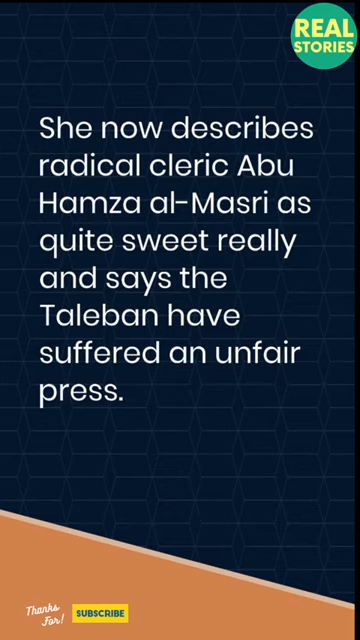 REAL
STORIES
She now describes
radical cleric Abu
Hamza al-Masri as
quite sweet really
and says the
Taleban have
suffered an unfair
press.
Thanks
For!
SUBSCRIBE